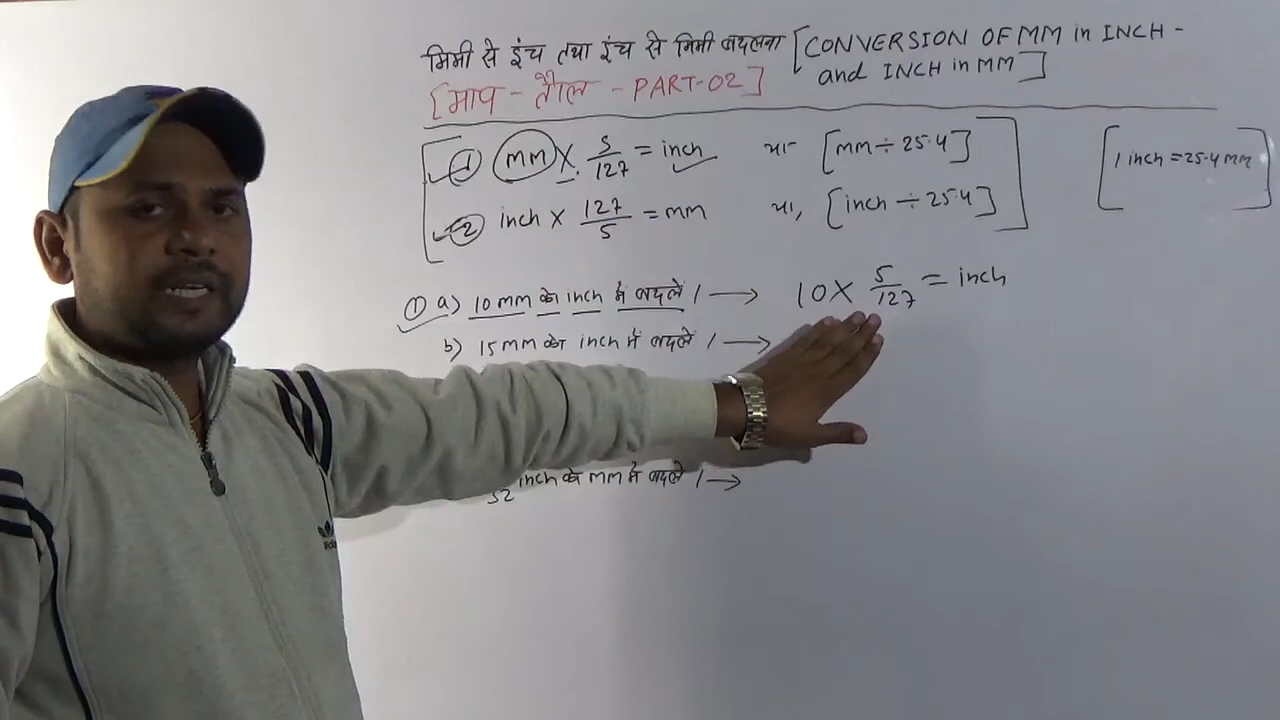 मिमी से इंच तथा इंच से मिमी बदलना [CONVERSION OF MM in INCH -
and INCH in MM]
[माप - तौल - PART-02]
① mm × 5/127 = inch या [mm ÷ 25.4]
② inch × 127/5 = mm या, [inch ÷ 25.4]
[1 inch = 25.4 mm]
① a) 10 mm को inch में बदले। → 10 × 5/127 = inch
b) 15 mm को inch में बदले। →
32 inch को mm में बदले। →